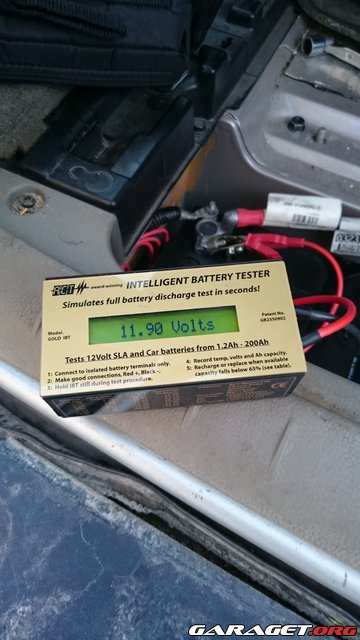 ACT award-winning INTELLIGENT BATTERY TESTER
Simulates full battery discharge test in seconds!
Model.
GOLD IBT
11.90 Volts
Patent No.
GB2350902
Tests 12Volt SLA and Car batteries from 1.2Ah - 200Ah
1: Connect to isolated battery terminals only.
2: Make good connections, Red +, Black -.
3: Hold IBT still during test procedure.
4: Record temp, volts and Ah capacity.
5: Recharge or replace when available
capacity falls below 65% (see table).
0323
GARAGET.ORG